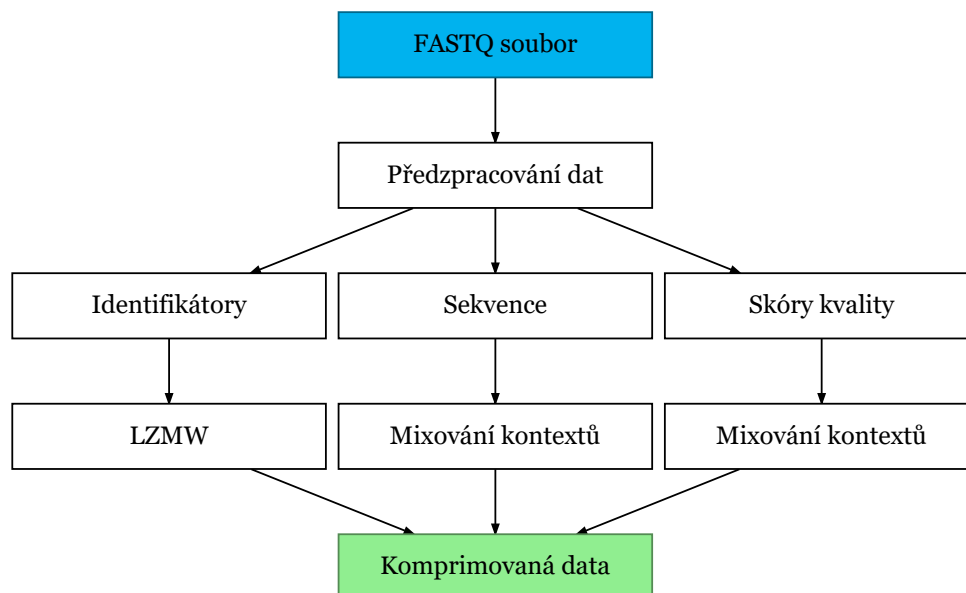 FASTQ soubor
Předzpracování dat
Identifikátory
Sekvence
Skóry kvality
LZMW
Mixování kontextů
Mixování kontextů
Komprimovaná data